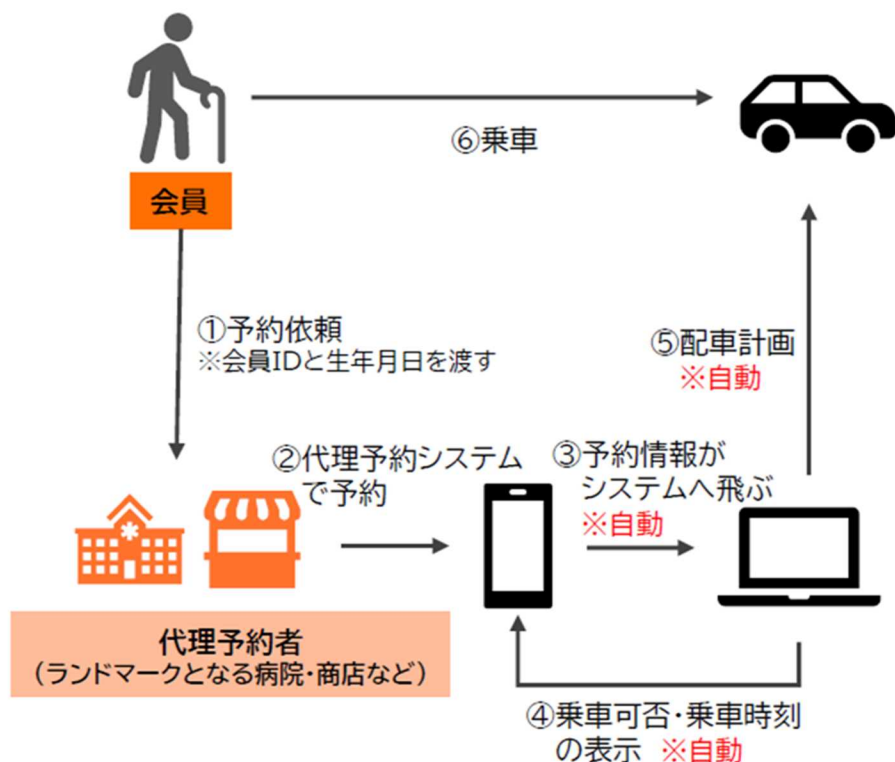 ⑥乗車
会員
①予約依頼
※会員IDと生年月日を渡す
⑤配車計画
※自動
②代理予約システム
で予約
③予約情報が
システムへ飛ぶ
※自動
代理予約者
（ランドマークとなる病院・商店など）
④乗車可否・乗車時刻
の表示 ※自動